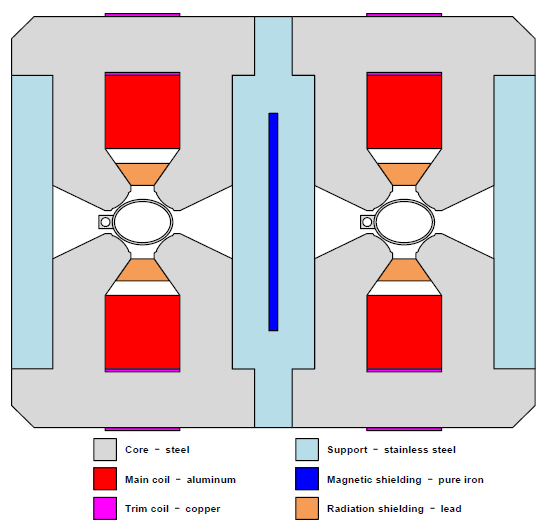 Core - steel
Support - stainless steel
Main coil - aluminum
Magnetic shielding - pure iron
Trim coil - copper
Radiation shielding - lead